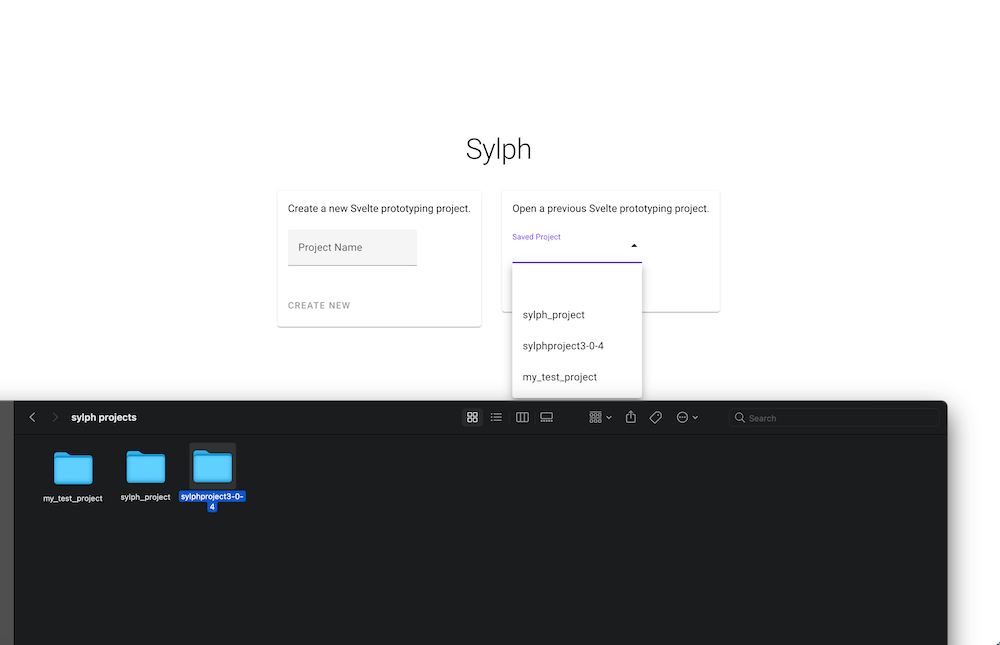 Sylph
Create a new Svelte prototyping project.
Project Name
CREATE NEW
Open a previous Svelte prototyping project.
Saved Project
sylph_project
sylphproject3-0-4
my_test_project
sylph projects
Search
my_test_project
sylph_project
sylphproject3-0-
4